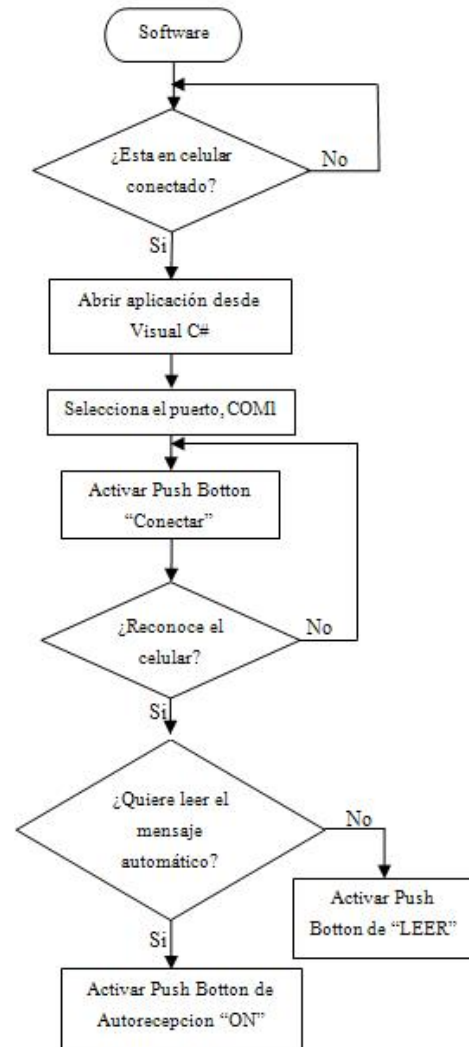 Software
¿Esta en celular
conectado?
No
Si
Abrir aplicación desde
Visual C#
Selecciona el puerto, COM1
Activar Push Botton
“Conectar”
¿Reconoce el
celular?
No
Si
¿Quiere leer el
mensaje
automático?
No
Activar Push
Botton de “LEER”
Si
Activar Push Botton de
Autorecepcion “ON”